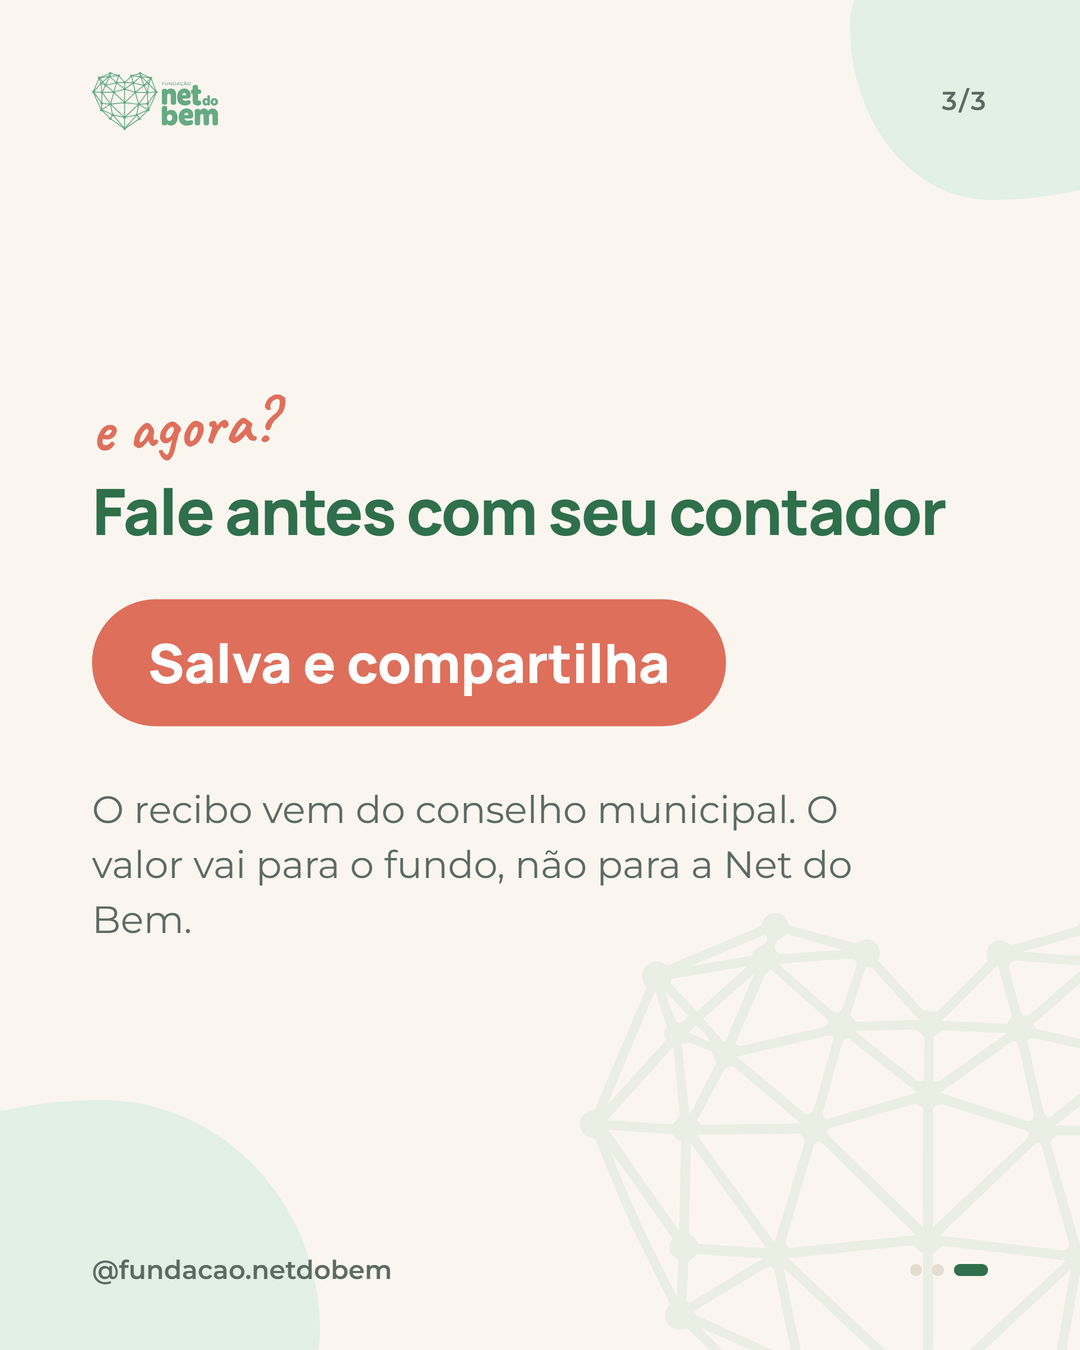 FUNDAÇÃO
net do
bem
3/3
e agora?
Fale antes com seu contador
Salva e compartilha
O recibo vem do conselho municipal. O
valor vai para o fundo, não para a Net do
Bem.
@fundacao.netdobem